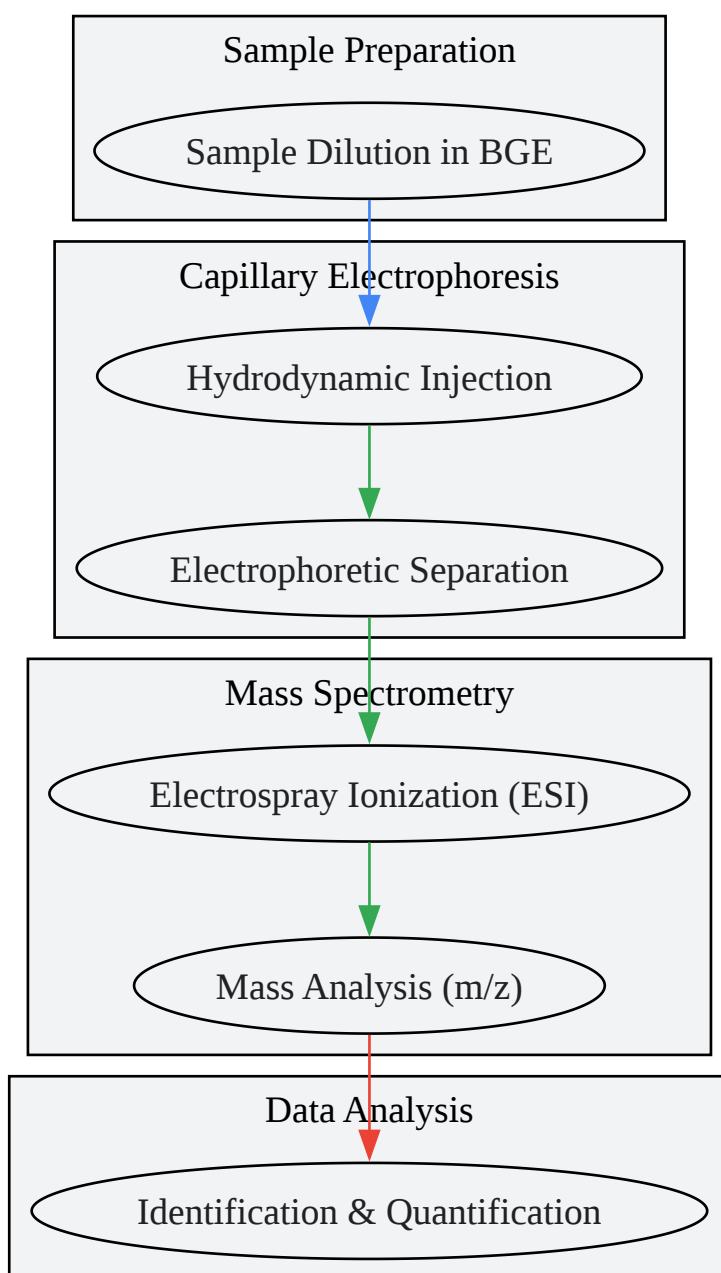 Sample Preparation
Sample Dilution in BGE
Capillary Electrophoresis
Hydrodynamic Injection
Electrophoretic Separation
Mass Spectrometry
Electrospray Ionization (ESI)
Mass Analysis (m/z)
Data Analysis
Identification & Quantification